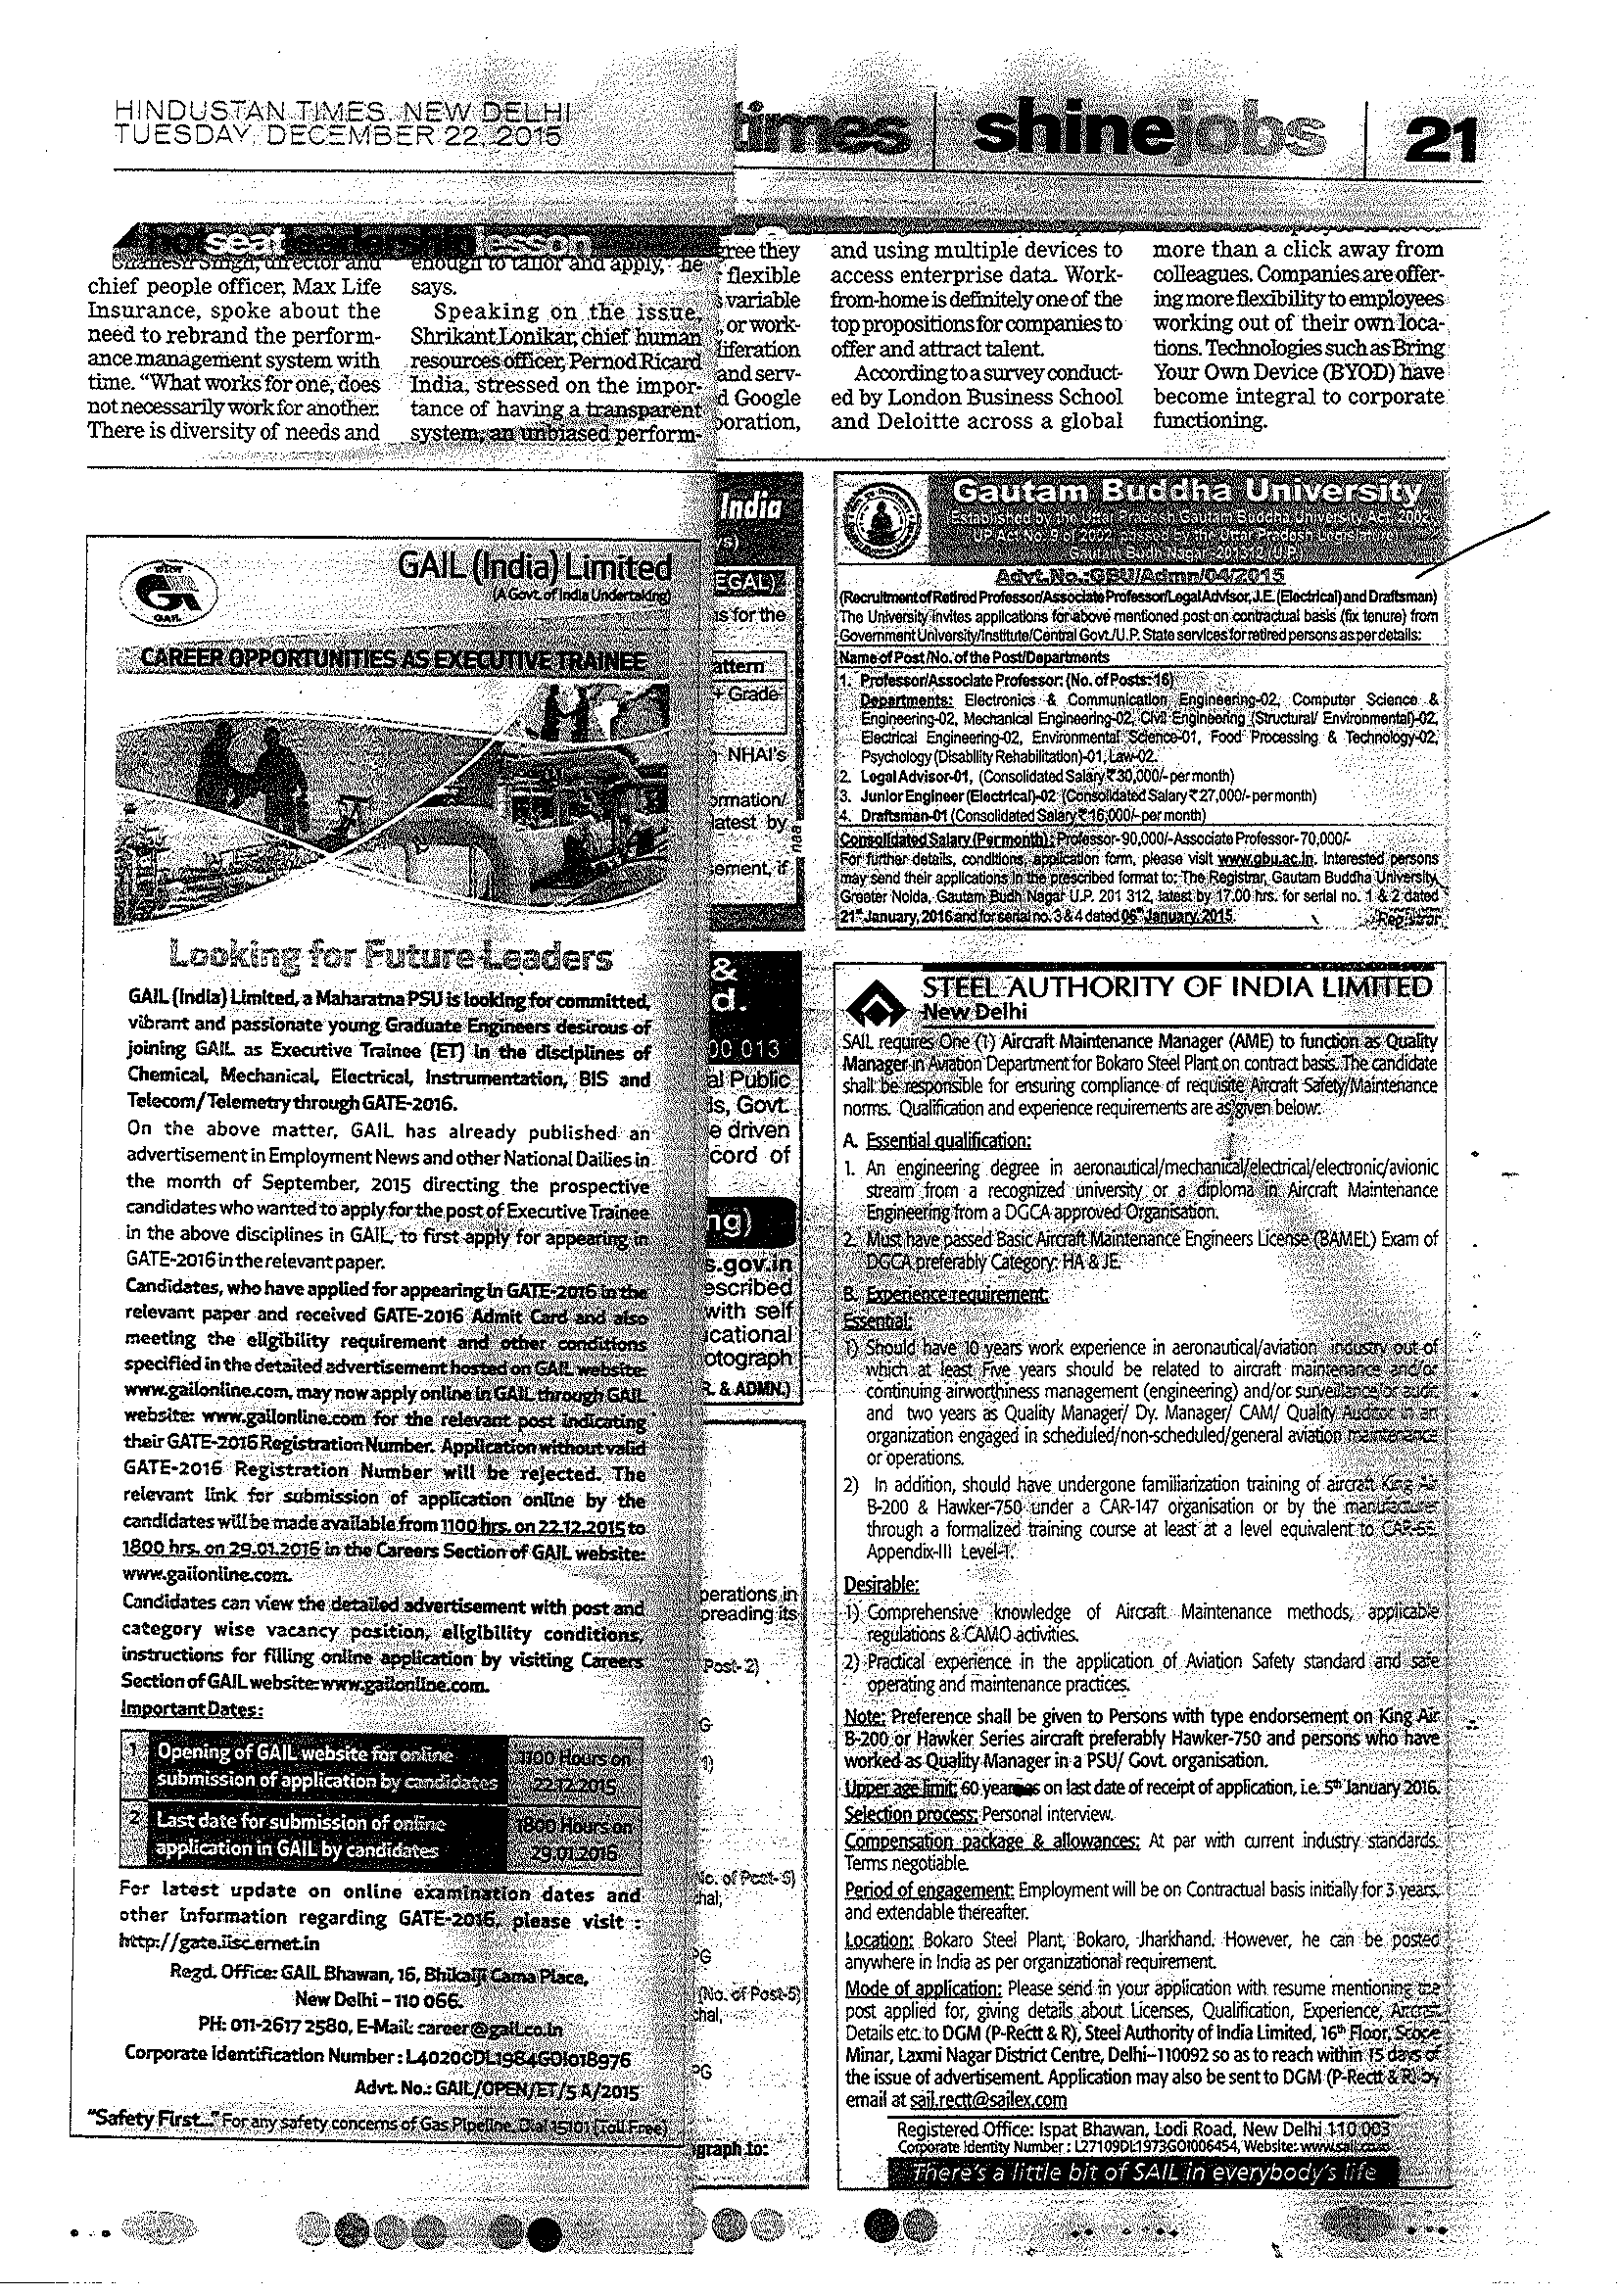 HINDUSTAN TIMES, NEW DELHI
TUESDAY, DECEMBER 22, 2015
times
shinejobs
21
hotseat leadership lesson
Shailesh Singh, director and
chief people officer, Max Life
Insurance, spoke about the
need to rebrand the perform-
ance management system with
time. “What works for one, does
not necessarily work for another.
There is diversity of needs and
enough to tailor and apply,” he
says.
Speaking on the issue,
Shrikant Lonikar, chief human
resources officer, Pernod Ricard
India, stressed on the impor-
tance of having a transparent
system, an unbiased perform-
gree they
flexible
variable
, or work-
liferation
and serv-
d Google
poration,
and using multiple devices to
access enterprise data. Work-
from-home is definitely one of the
top propositions for companies to
offer and attract talent.
According to a survey conduct-
ed by London Business School
and Deloitte across a global
more than a click away from
colleagues. Companies are offer-
ing more flexibility to employees
working out of their own loca-
tions. Technologies such as Bring
Your Own Device (BYOD) have
become integral to corporate
functioning.
GAIL
GAIL (India) Limited
(A Govt. of India Undertaking)
CAREER OPPORTUNITIES AS EXECUTIVE TRAINEE
Looking for Future Leaders
GAIL (India) Limited, a Maharatna PSU is looking for committed,
vibrant and passionate young Graduate Engineers desirous of
joining GAIL as Executive Trainee (ET) in the disciplines of
Chemical, Mechanical, Electrical, Instrumentation, BIS and
Telecom/Telemetry through GATE-2016.
On the above matter, GAIL has already published an
advertisement in Employment News and other National Dailies in
the month of September, 2015 directing the prospective
candidates who wanted to apply for the post of Executive Trainee
in the above disciplines in GAIL, to first apply for appearing in
GATE-2016 in the relevant paper.
Candidates, who have applied for appearing in GATE-2016 in the
relevant paper and received GATE-2016 Admit Card and also
meeting the eligibility requirement and other conditions
specified in the detailed advertisement hosted on GAIL website:
www.gailonline.com, may now apply online in GAIL through GAIL
website: www.gailonline.com for the relevant post indicating
their GATE-2016 Registration Number. Application without valid
GATE-2016 Registration Number will be rejected. The
relevant link for submission of application online by the
candidates will be made available from 1100 hrs. on 22.12.2015 to
1800 hrs. on 29.01.2016 in the Careers Section of GAIL website:
www.gailonline.com.
Candidates can view the detailed advertisement with post and
category wise vacancy position, eligibility conditions,
instructions for filling online application by visiting Careers
Section of GAIL website: www.gailonline.com.
Important Dates:
1 Opening of GAIL website for online submission of application by candidates 1100 Hours on 22.12.2015
2 Last date for submission of online application in GAIL by candidates 1800 Hours on 29.01.2016
For latest update on online examination dates and
other information regarding GATE-2016, please visit :
http://gate.iisc.ernet.in
Regd. Office: GAIL Bhawan, 16, Bhikaiji Cama Place,
New Delhi – 110 066.
PH: 011-2617 2580, E-Mail: career@gail.co.in
Corporate Identification Number : L40200DL1984GOI018976
Advt. No.: GAIL/OPEN/ET/5 A/2015
“Safety First...” For any safety concerns of Gas Pipeline, Dial 15101 (Toll Free)
India
ys)
EGAL)
is for the
attern
+ Grade
NHAI's
ormation/
latest by
ement, if
&
d.
00 013
al Public
ls, Govt.
e driven
cord of
ng)
s.gov.in
escribed
with self
icational
otograph
R. & ADMN.)
perations in
preading its
Post- 2)
G
1)
No. of Post-5)
hal,
PG
(No. of Post-5)
hal,
PG
graph to:
Gautam Buddha University
Established by the Uttar Pradesh Gautam Buddha University Act, 2002
UP Act No. 9 of 2002 passed by the Uttar Pradesh Legislature)
Gautam Budh Nagar -201312 (U.P.)
Advt.No.:GBU/Admn/04/2015
(Recruitment of Retired Professor/Associate Professor/Legal Advisor, J.E. (Electrical) and Draftsman)
The University invites applications for above mentioned post on contractual basis (fix tenure) from
Government University/Institute/Central Govt./U.P. State services for retired persons as per details:
Name of Post/No. of the Post/Departments
1. Professor/Associate Professor: (No. of Posts: 16)
Departments: Electronics & Communication Engineering-02, Computer Science &
Engineering-02, Mechanical Engineering-02, Civil Engineering (Structural/ Environmental)-02,
Electrical Engineering-02, Environmental Science-01, Food Processing & Technology-02,
Psychology (Disability Rehabilitation)-01, Law-02.
2. Legal Advisor-01, (Consolidated Salary ₹ 30,000/- per month)
3. Junior Engineer (Electrical)-02 (Consolidated Salary ₹ 27,000/- per month)
4. Draftsman-01 (Consolidated Salary ₹ 16,000/- per month)
Consolidated Salary (Per month): Professor-90,000/-Associate Professor-70,000/-
For further details, conditions, application form, please visit www.gbu.ac.in. Interested persons
may send their applications in the prescribed format to: The Registrar, Gautam Buddha University,
Greater Noida, Gautam Budh Nagar U.P. 201 312, latest by 17.00 hrs. for serial no. 1 & 2 dated
21st January, 2016 and for serial no. 3 & 4 dated 06th January, 2015.
Registrar
STEEL AUTHORITY OF INDIA LIMITED
New Delhi
SAIL requires One (1) Aircraft Maintenance Manager (AME) to function as Quality
Manager in Aviation Department for Bokaro Steel Plant on contract basis. The candidate
shall be responsible for ensuring compliance of requisite Aircraft Safety/Maintenance
norms. Qualification and experience requirements are as given below:
A. Essential qualification:
1. An engineering degree in aeronautical/mechanical/electrical/electronic/avionic
stream from a recognized university or a diploma in Aircraft Maintenance
Engineering from a DGCA approved Organisation.
2. Must have passed Basic Aircraft Maintenance Engineers License (BAMEL) Exam of
DGCA preferably Category: HA & JE.
B. Experience requirement:
Essential:
1) Should have 10 years work experience in aeronautical/aviation industry out of
which at least Five years should be related to aircraft maintenance and/or
continuing airworthiness management (engineering) and/or surveillance or audit
and two years as Quality Manager/ Dy. Manager/ CAM/ Quality Auditor in an
organization engaged in scheduled/non-scheduled/general aviation maintenance
or operations.
2) In addition, should have undergone familiarization training of aircraft King Air
B-200 & Hawker-750 under a CAR-147 organisation or by the manufacturer
through a formalized training course at least at a level equivalent to CAR-66
Appendix-III Level-1.
Desirable:
1) Comprehensive knowledge of Aircraft Maintenance methods, applicable
regulations & CAMO activities.
2) Practical experience in the application of Aviation Safety standard and safe
operating and maintenance practices.
Note: Preference shall be given to Persons with type endorsement on King Air
B-200 or Hawker Series aircraft preferably Hawker-750 and persons who have
worked as Quality Manager in a PSU/ Govt. organisation.
Upper age limit: 60 years as on last date of receipt of application, i.e. 5th January 2016.
Selection process: Personal interview.
Compensation package & allowances: At par with current industry standards.
Terms negotiable.
Period of engagement: Employment will be on Contractual basis initially for 3 years,
and extendable thereafter.
Location: Bokaro Steel Plant, Bokaro, Jharkhand. However, he can be posted
anywhere in India as per organizational requirement.
Mode of application: Please send in your application with resume mentioning the
post applied for, giving details about Licenses, Qualification, Experience, Aircraft
Details etc. to DGM (P-Rectt & R), Steel Authority of India Limited, 16th Floor, Scope
Minar, Laxmi Nagar District Centre, Delhi–110092 so as to reach within 15 days of
the issue of advertisement. Application may also be sent to DGM (P-Rectt & R) by
email at sail.rectt@sailex.com
Registered Office: Ispat Bhawan, Lodi Road, New Delhi 110 003
Corporate Identity Number : L27109DL1973GOI006454, Website: www.sail.co.in
There's a little bit of SAIL in everybody's life